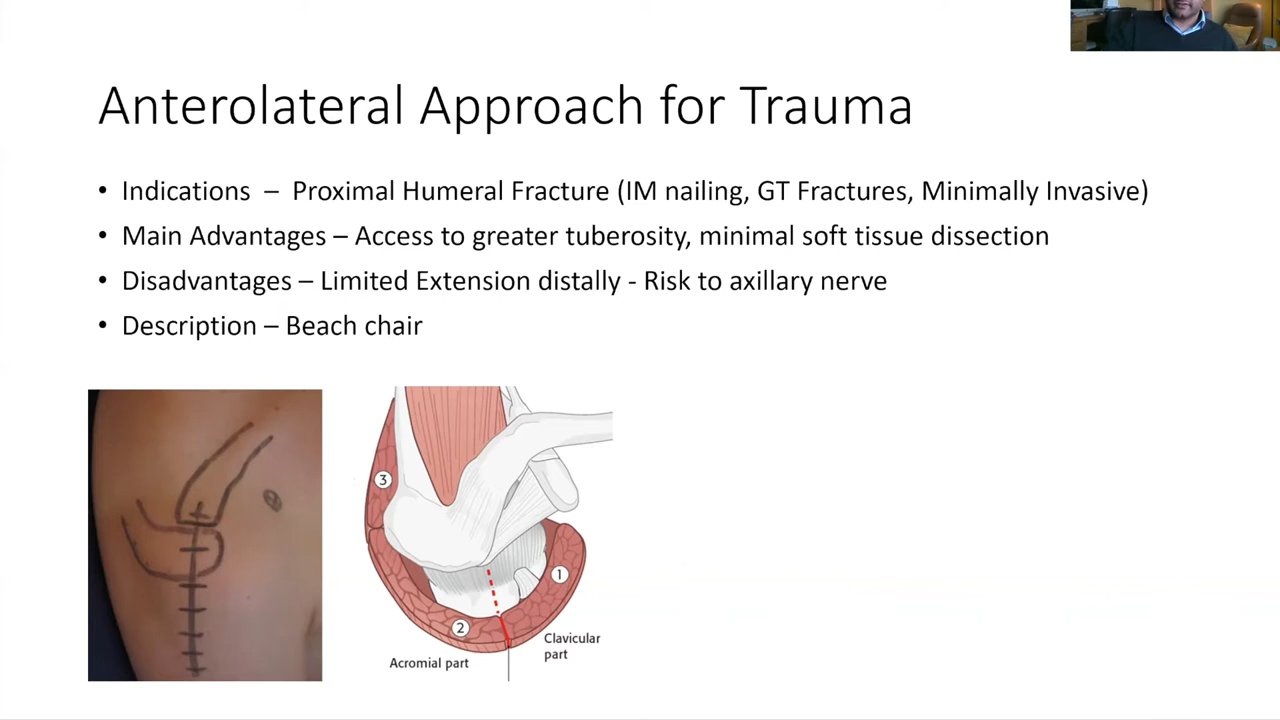 Anterolateral Approach for Trauma
• Indications – Proximal Humeral Fracture (IM nailing, GT Fractures, Minimally Invasive)
• Main Advantages – Access to greater tuberosity, minimal soft tissue dissection
• Disadvantages – Limited Extension distally - Risk to axillary nerve
• Description – Beach chair
3
1
2
Clavicular
part
Acromial part